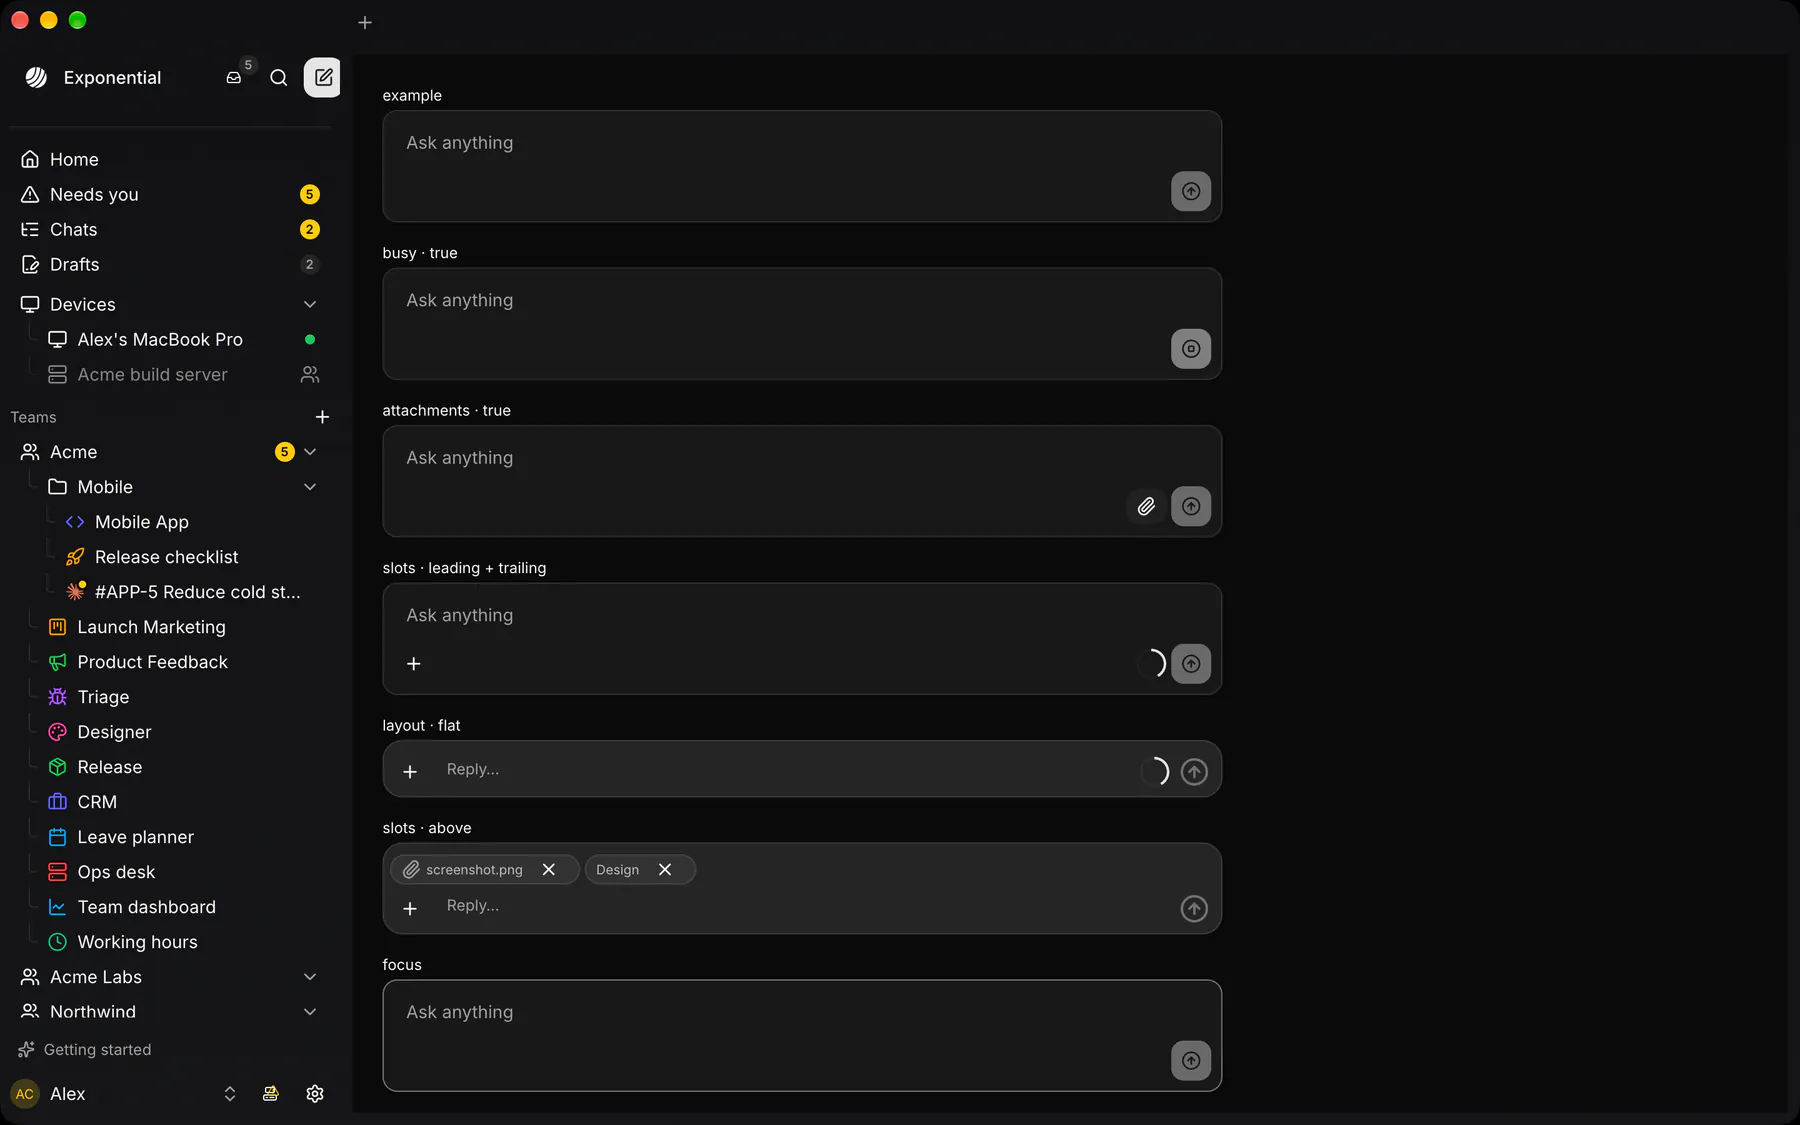 Exponential
5
Home
Needs you
5
Chats
2
Drafts
2
Devices
Alex's MacBook Pro
Acme build server
Teams
Acme
5
Mobile
Mobile App
Release checklist
#APP-5 Reduce cold st...
Launch Marketing
Product Feedback
Triage
Designer
Release
CRM
Leave planner
Ops desk
Team dashboard
Working hours
Acme Labs
Northwind
Getting started
AC
Alex
example
Ask anything
busy · true
Ask anything
attachments · true
Ask anything
slots · leading + trailing
Ask anything
layout · flat
Reply...
slots · above
screenshot.png
Design
Reply...
focus
Ask anything